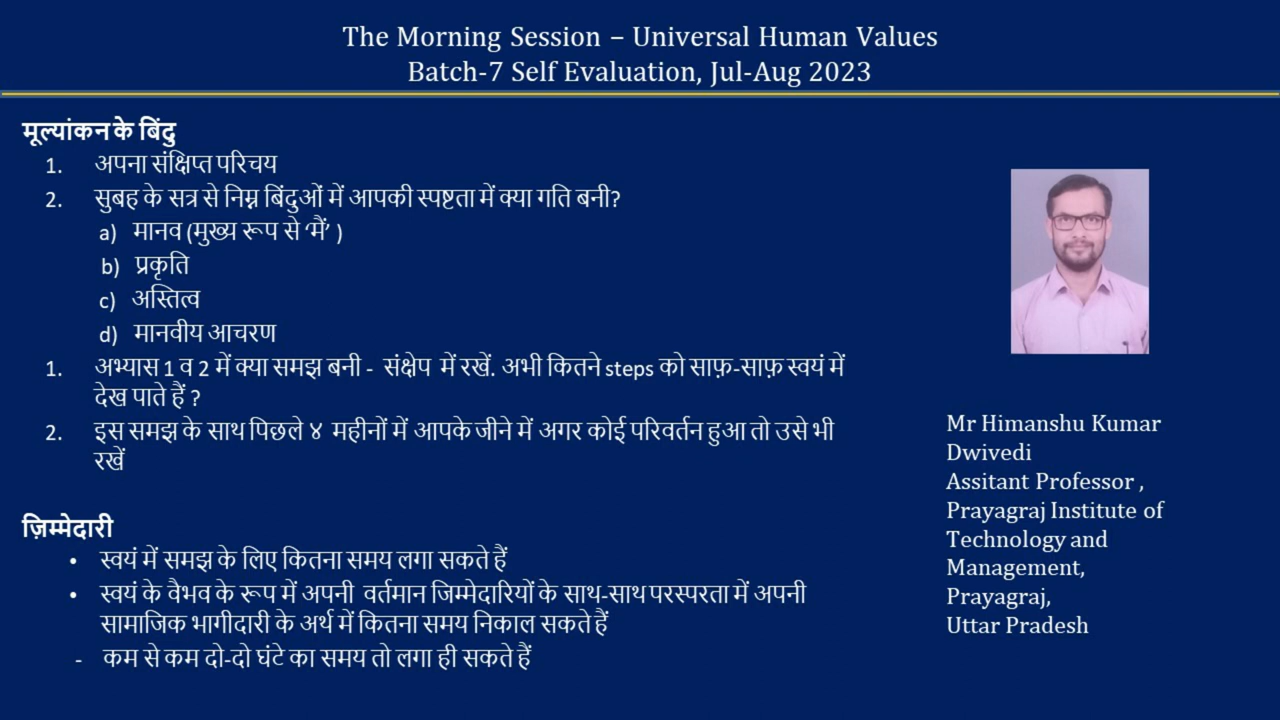 The Morning Session – Universal Human Values
Batch-7 Self Evaluation, Jul-Aug 2023
मूल्यांकन के बिंदु
1. अपना संक्षिप्त परिचय
2. सुबह के सत्र से निम्न बिंदुओं में आपकी स्पष्टता में क्या गति बनी?
a) मानव (मुख्य रूप से ‘मैं’ )
b) प्रकृति
c) अस्तित्व
d) मानवीय आचरण
1. अभ्यास 1 व 2 में क्या समझ बनी - संक्षेप में रखें. अभी कितने steps को साफ़-साफ़ स्वयं में
देख पाते हैं ?
2. इस समझ के साथ पिछले ४ महीनों में आपके जीने में अगर कोई परिवर्तन हुआ तो उसे भी
रखें
ज़िम्मेदारी
• स्वयं में समझ के लिए कितना समय लगा सकते हैं
• स्वयं के वैभव के रूप में अपनी वर्तमान जिम्मेदारियों के साथ-साथ परस्परता में अपनी
सामाजिक भागीदारी के अर्थ में कितना समय निकाल सकते हैं
- कम से कम दो-दो घंटे का समय तो लगा ही सकते हैं
Mr Himanshu Kumar
Dwivedi
Assitant Professor ,
Prayagraj Institute of
Technology and
Management,
Prayagraj,
Uttar Pradesh